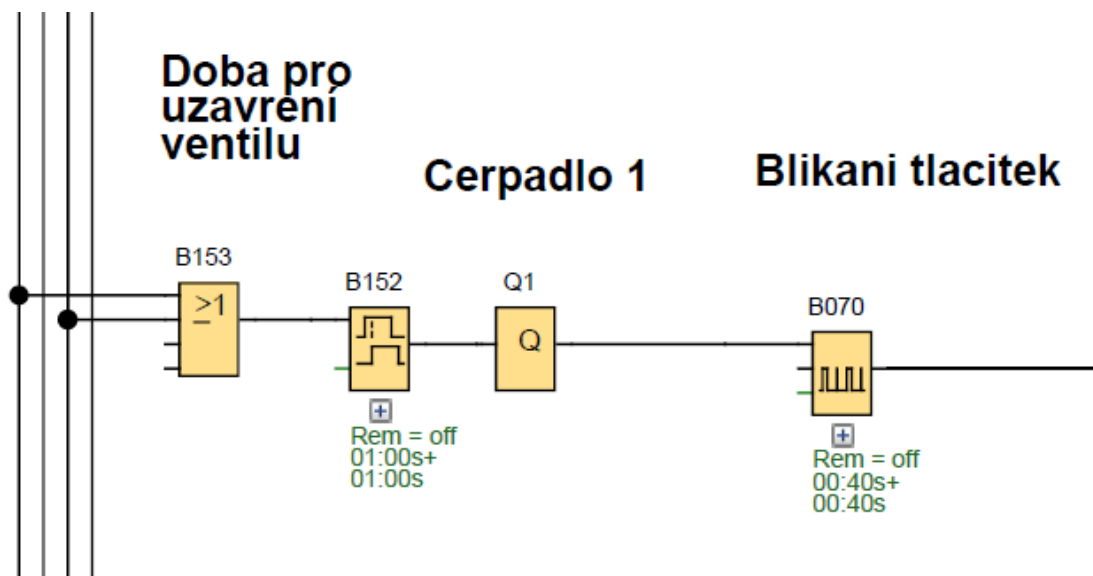 Doba pro
uzavrení
ventilu
Cerpadlo 1
Blikani tlacitek
B153
B152
Q1
B070
>1
Q
Rem = off
01:00s+
01:00s
Rem = off
00:40s+
00:40s